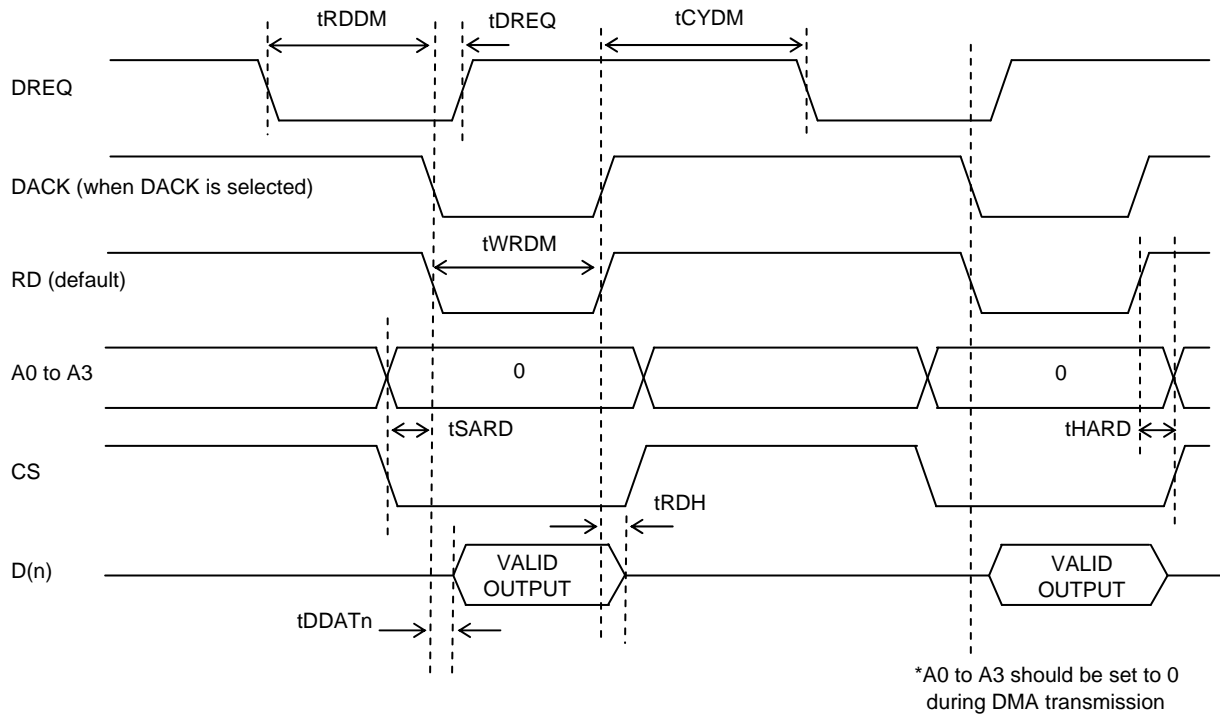 tRDDM
tDREQ
tCYDM
DREQ
DACK (when DACK is selected)
tWRDM
RD (default)
A0 to A3
0
0
tSARD
tHARD
CS
tRDH
D(n)
VALID
OUTPUT
VALID
OUTPUT
tDDATn
*A0 to A3 should be set to 0
during DMA transmission